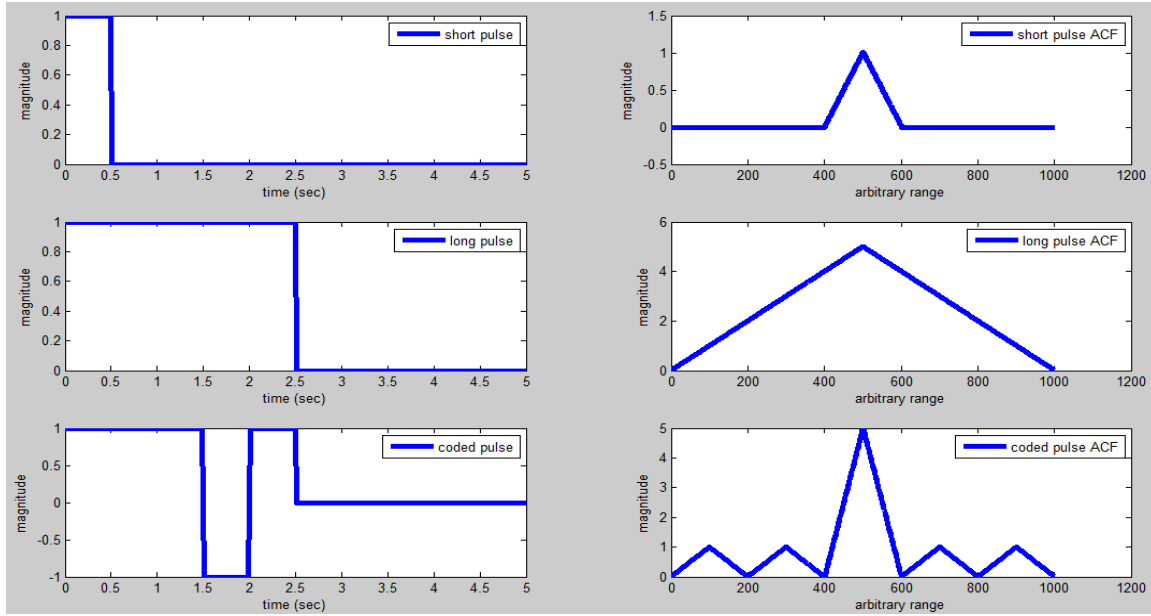 short pulse
magnitude
1
0.8
0.6
0.4
0.2
0
0 0.5 1 1.5 2 2.5 3 3.5 4 4.5 5
time (sec)
short pulse ACF
magnitude
1.5
1
0.5
0
-0.5
0 200 400 600 800 1000 1200
arbitrary range
long pulse
magnitude
1
0.8
0.6
0.4
0.2
0
0 0.5 1 1.5 2 2.5 3 3.5 4 4.5 5
time (sec)
long pulse ACF
magnitude
6
4
2
0
0 200 400 600 800 1000 1200
arbitrary range
coded pulse
magnitude
1
0.5
0
-0.5
-1
0 0.5 1 1.5 2 2.5 3 3.5 4 4.5 5
time (sec)
coded pulse ACF
magnitude
5
4
3
2
1
0
0 200 400 600 800 1000 1200
arbitrary range